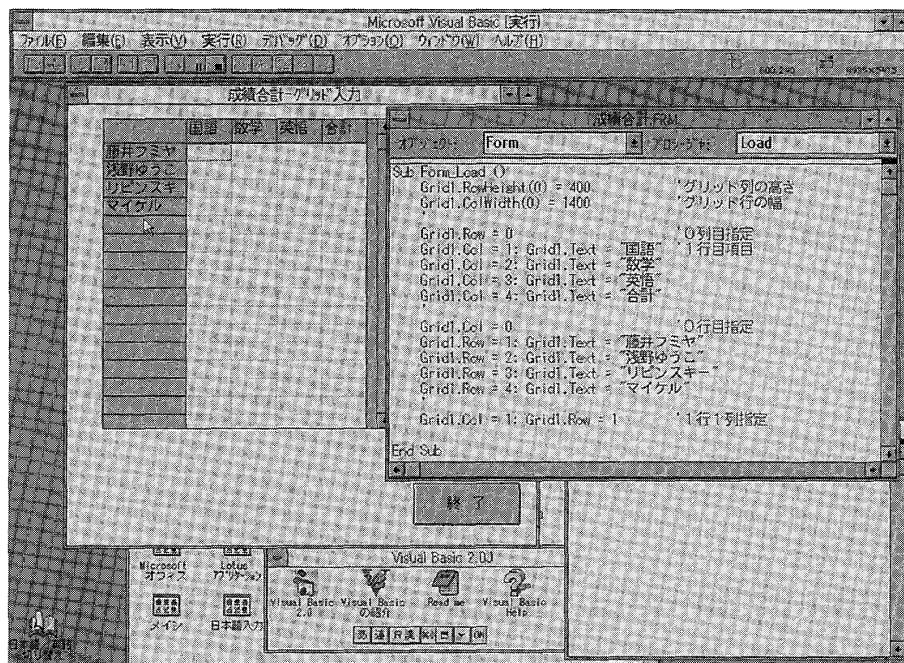 Microsoft Visual Basic [実行]
ファイル(F) 編集(E) 表示(V) 実行(R) デバッグ(D) オプション(O) ウィンドウ(W) ヘルプ(H)
成績合計-グリッド入力
国語 数学 英悟 合計
藤井フミヤ
浅野ゆうこ
リピンスキ
マイケル
終 了
成績合計.FRM
オブジェクト: Form プロシージャ: Load
Sub Form_Load ()
Grid1.RowHeight(0) = 400 'グリッド列の高さ
Grid1.ColWidth(0) = 1400 'グリッド行の幅
'
Grid1.Row = 0 '0列目指定
Grid1.Col = 1: Grid1.Text = "国語" '1行目項目
Grid1.Col = 2: Grid1.Text = "数学"
Grid1.Col = 3: Grid1.Text = "英悟"
Grid1.Col = 4: Grid1.Text = "合計"
'
Grid1.Col = 0 '0行目指定
Grid1.Row = 1: Grid1.Text = "藤井フミヤ"
Grid1.Row = 2: Grid1.Text = "浅野ゆうこ"
Grid1.Row = 3: Grid1.Text = "リピンスキー"
Grid1.Row = 4: Grid1.Text = "マイケル"
'
Grid1.Col = 1: Grid1.Row = 1 '1行1列指定
End Sub
Microsoft オフィス
Lotus アプリケーション
メイン
日本語入力
Visual Basic 2.0J
Visual Basic 2.0
Visual Basic の紹介
Read me
Visual Basic Help